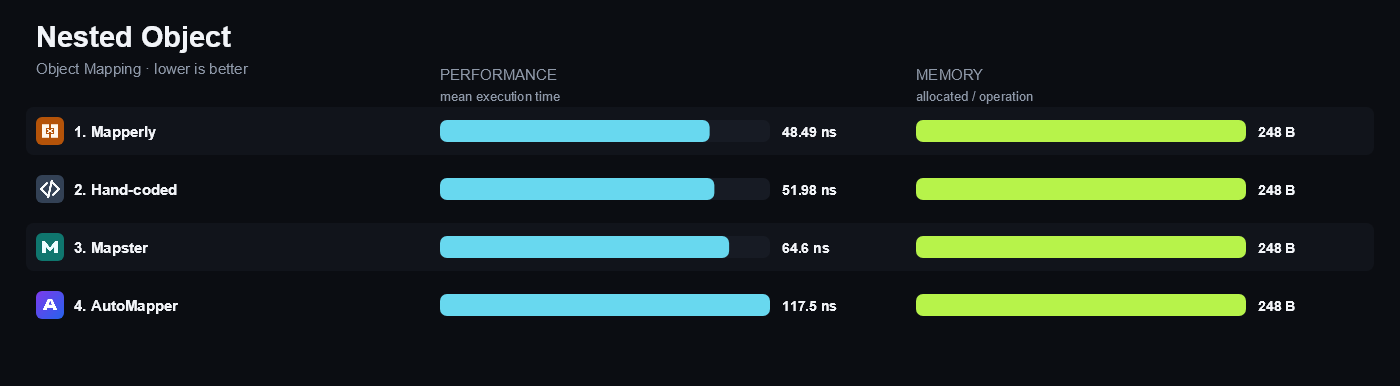 Nested Object
Object Mapping · lower is better
PERFORMANCE
mean execution time
MEMORY
allocated / operation
1. Mapperly
48.49 ns
248 B
2. Hand-coded
51.98 ns
248 B
M
3. Mapster
64.6 ns
248 B
A
4. AutoMapper
117.5 ns
248 B